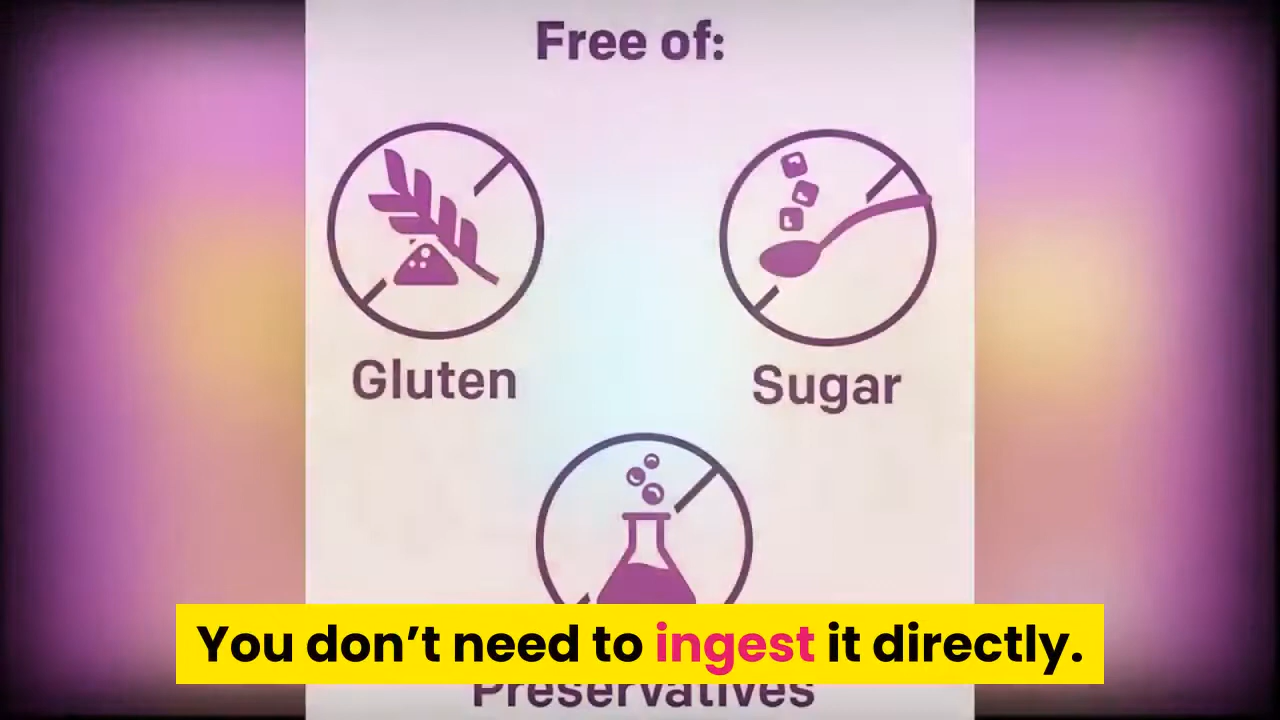 Free of:
Gluten
Sugar
You don’t need to ingest it directly.
Preservatives